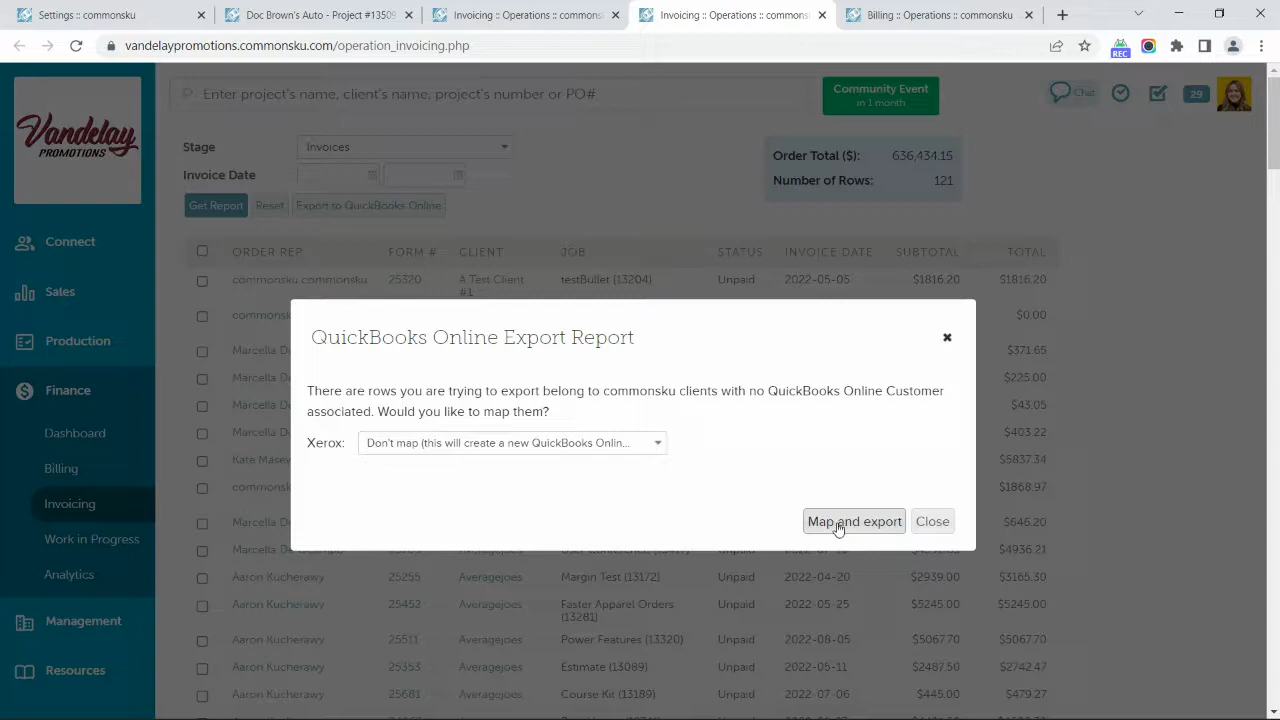 Settings :: commonsku
Doc Brown's Auto - Project #13509
Invoicing :: Operations :: commons
Invoicing :: Operations :: commons
Billing :: Operations :: commonsku
vandelaypromotions.commonsku.com/operation_invoicing.php
REC
Vandelay
PROMOTIONS
Enter project's name, client's name, project's number or PO#
Community Event
in 1 month
Chat
29
Connect
Sales
Production
Finance
Dashboard
Billing
Invoicing
Work in Progress
Analytics
Management
Resources
Stage
Invoices
Invoice Date
Get Report
Reset
Export to QuickBooks Online
Order Total ($): 636,434.15
Number of Rows: 121
ORDER REP FORM # CLIENT JOB STATUS INVOICE DATE SUBTOTAL TOTAL
commonsku commonsku 25320 A Test Client #1 testBullet (13204) Unpaid 2022-05-05 $1816.20 $1816.20
$0.00
Marcella De $371.65
$225.00
$43.05
$403.22
Kate Masey $5837.34
$1868.97
Marcella De $646.20
$4936.21
QuickBooks Online Export Report
There are rows you are trying to export belong to commonsku clients with no QuickBooks Online Customer
associated. Would you like to map them?
Xerox: Don't map (this will create a new QuickBooks Onlin...
Map and export
Close
Aaron Kucherawy 25255 Averagejoes Margin Test (13172) Unpaid 2022-04-20 $2939.00 $3165.30
Aaron Kucherawy 25452 Averagejoes Faster Apparel Orders (13281) Unpaid 2022-05-25 $5245.00 $5245.00
Aaron Kucherawy 25511 Averagejoes Power Features (13320) Unpaid 2022-08-05 $5067.70 $5067.70
Aaron Kucherawy 25353 Averagejoes Estimate (13089) Unpaid 2022-05-11 $2487.50 $2742.47
Aaron Kucherawy 25681 Averagejoes Course Kit (13189) Unpaid 2022-07-06 $445.00 $479.27